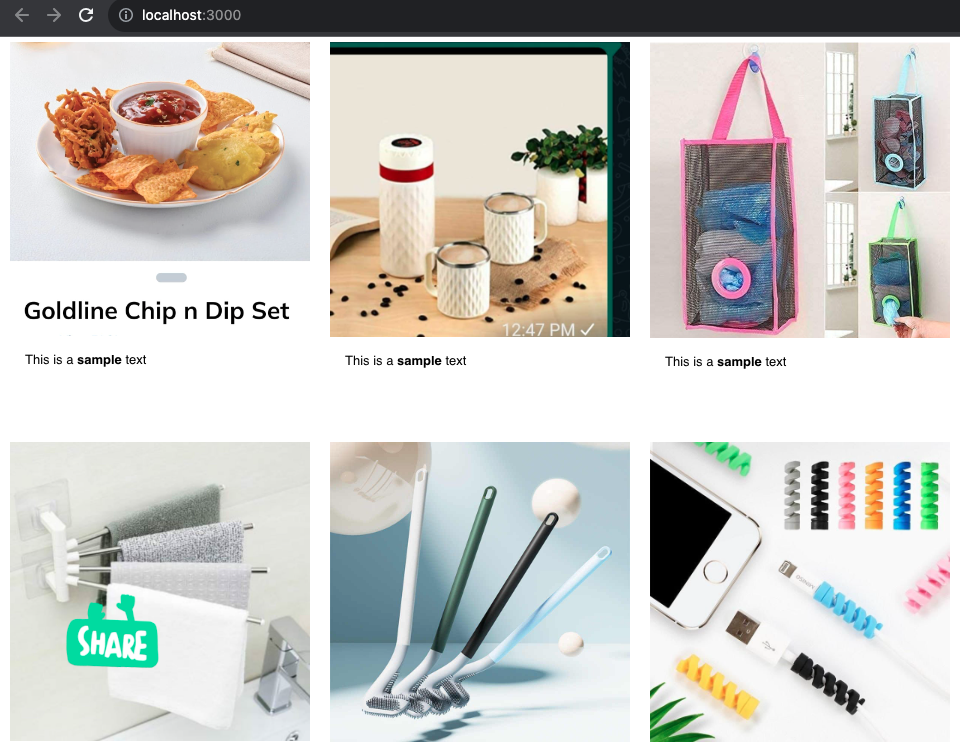 localhost:3000
Goldline Chip n Dip Set
12:47 PM
This is a sample text
This is a sample text
This is a sample text
SHARE